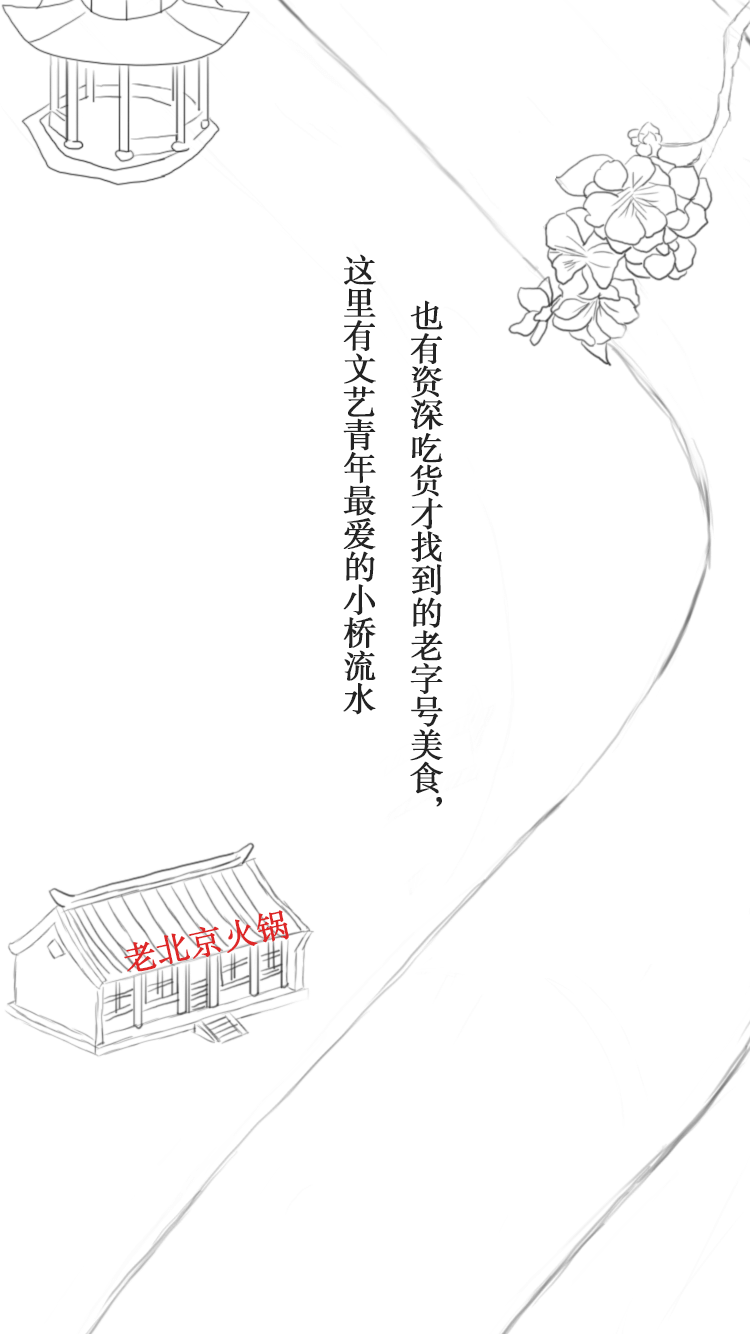 也有资深吃货才找到的老字号美食，
这里有文艺青年最爱的小桥流水
老北京火锅